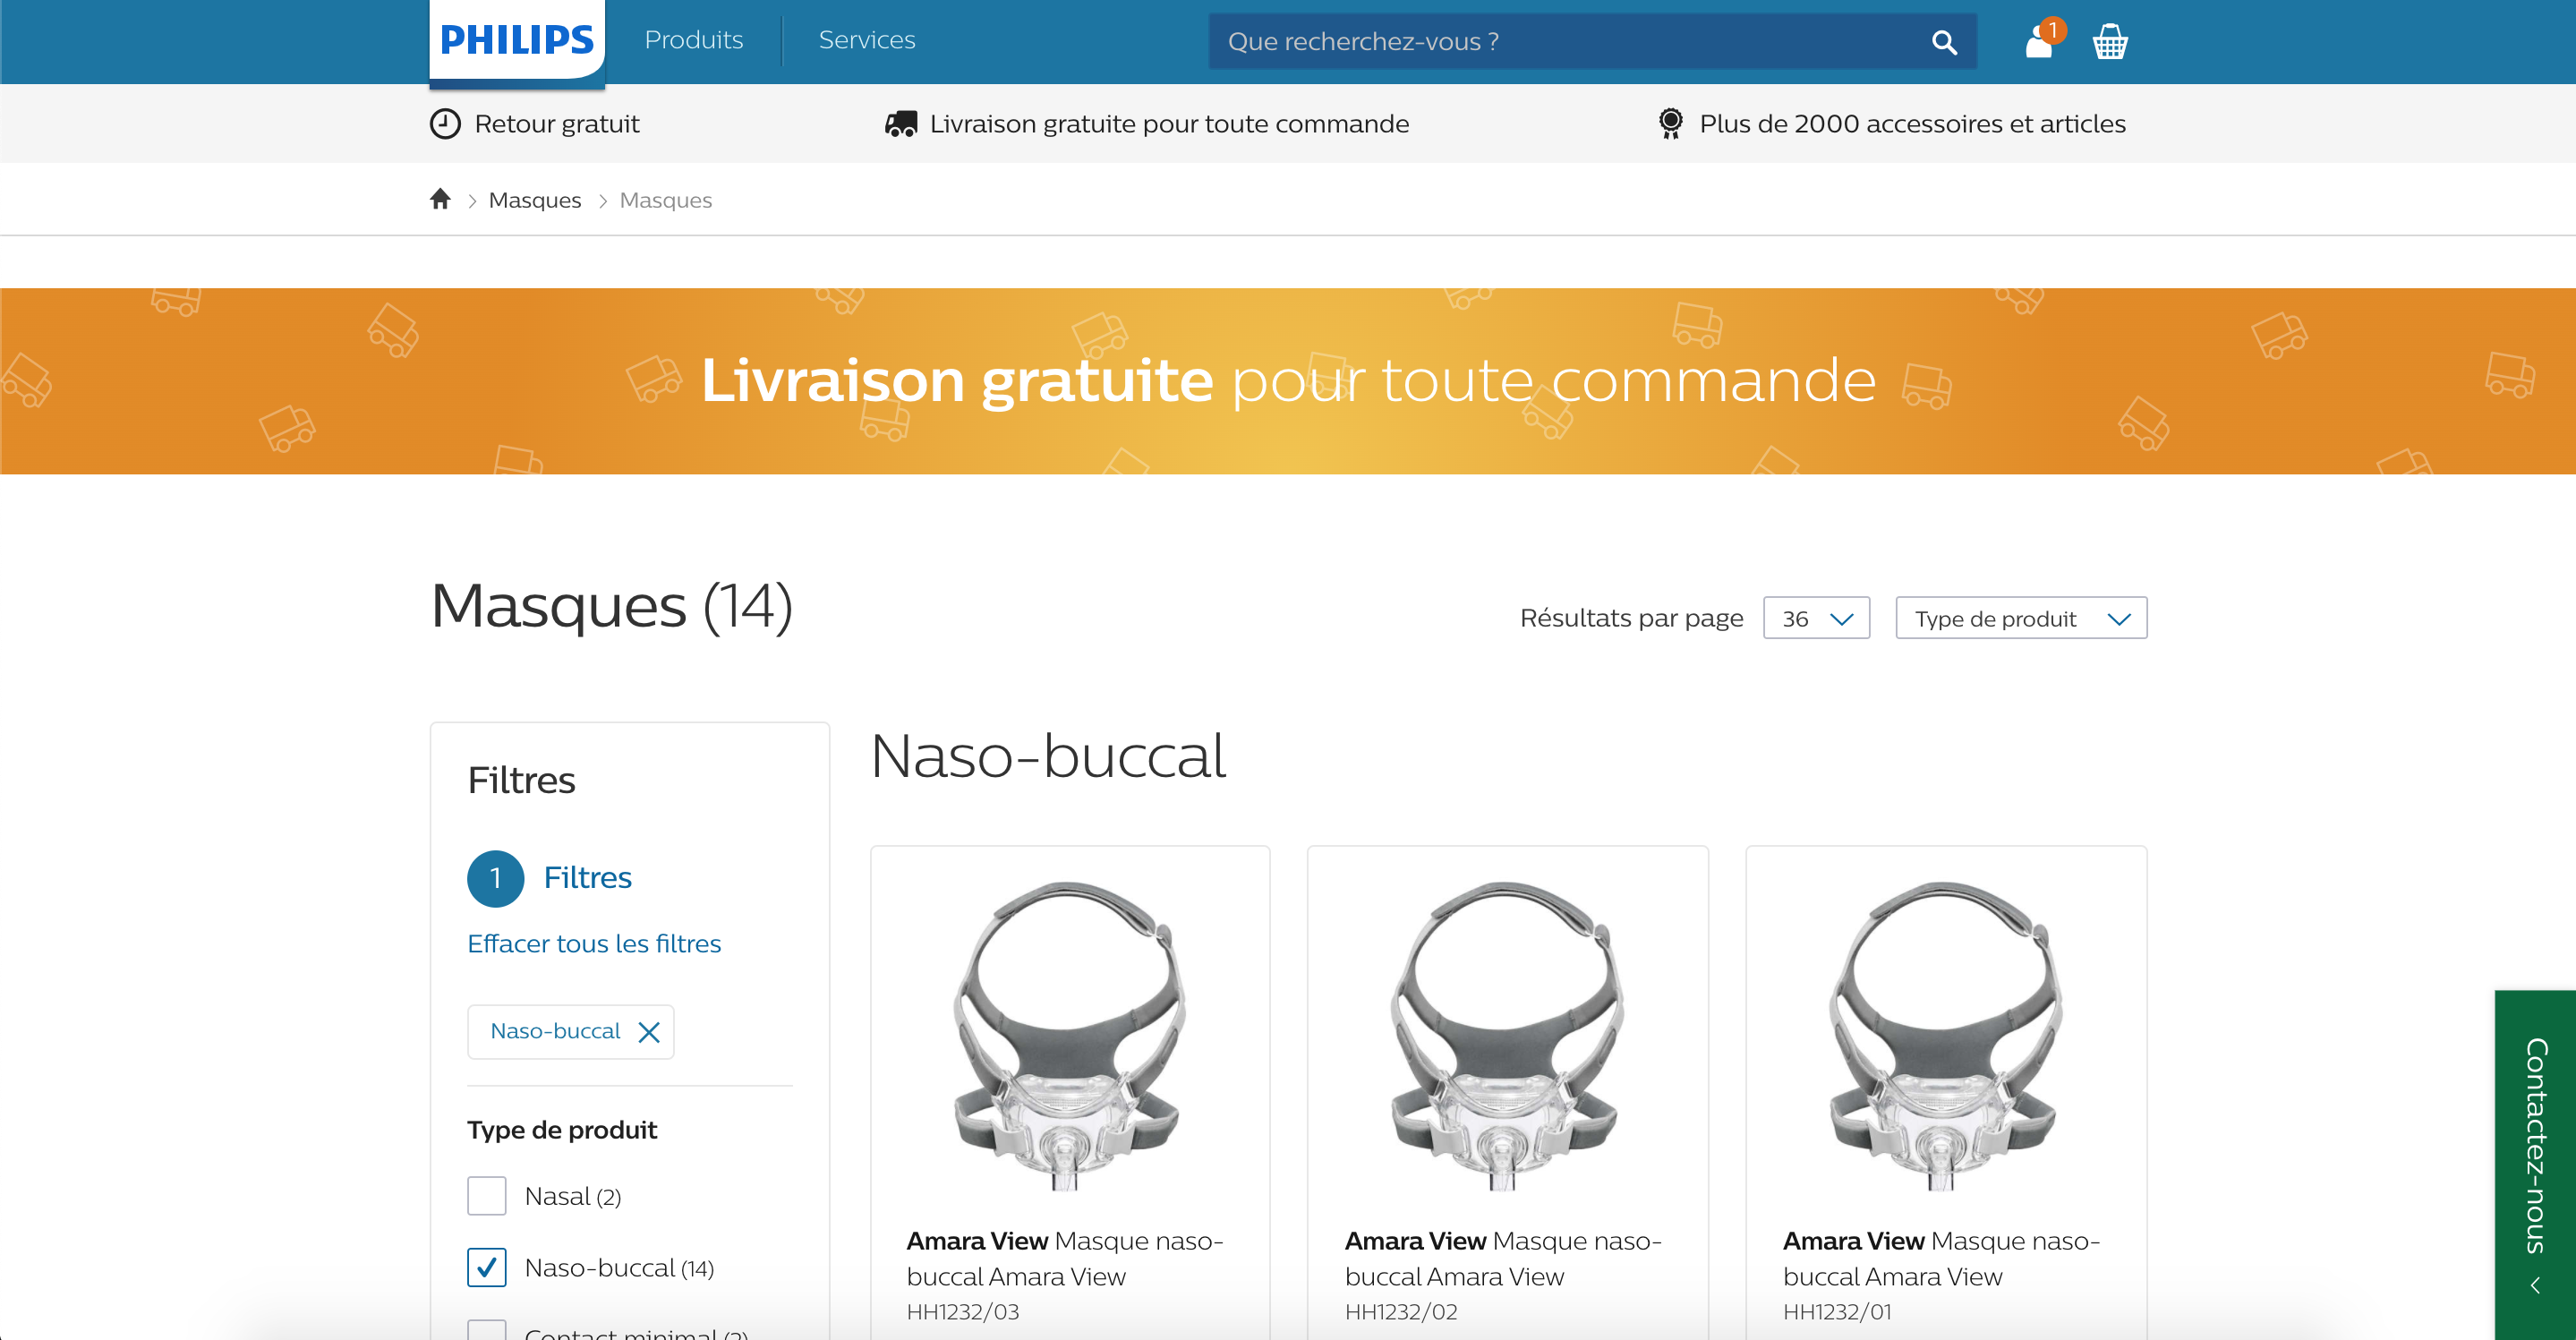 PHILIPS
Produits
Services
Que recherchez-vous ?
1
Retour gratuit
Livraison gratuite pour toute commande
Plus de 2000 accessoires et articles
Masques
Masques
Livraison gratuite pour toute commande
Masques (14)
Résultats par page
36
Type de produit
Filtres
1 Filtres
Effacer tous les filtres
Naso-buccal
Type de produit
Nasal (2)
Naso-buccal (14)
Contact minimal (2)
Naso-buccal
Amara View Masque naso-
buccal Amara View
HH1232/03
Amara View Masque naso-
buccal Amara View
HH1232/02
Amara View Masque naso-
buccal Amara View
HH1232/01
Contactez-nous